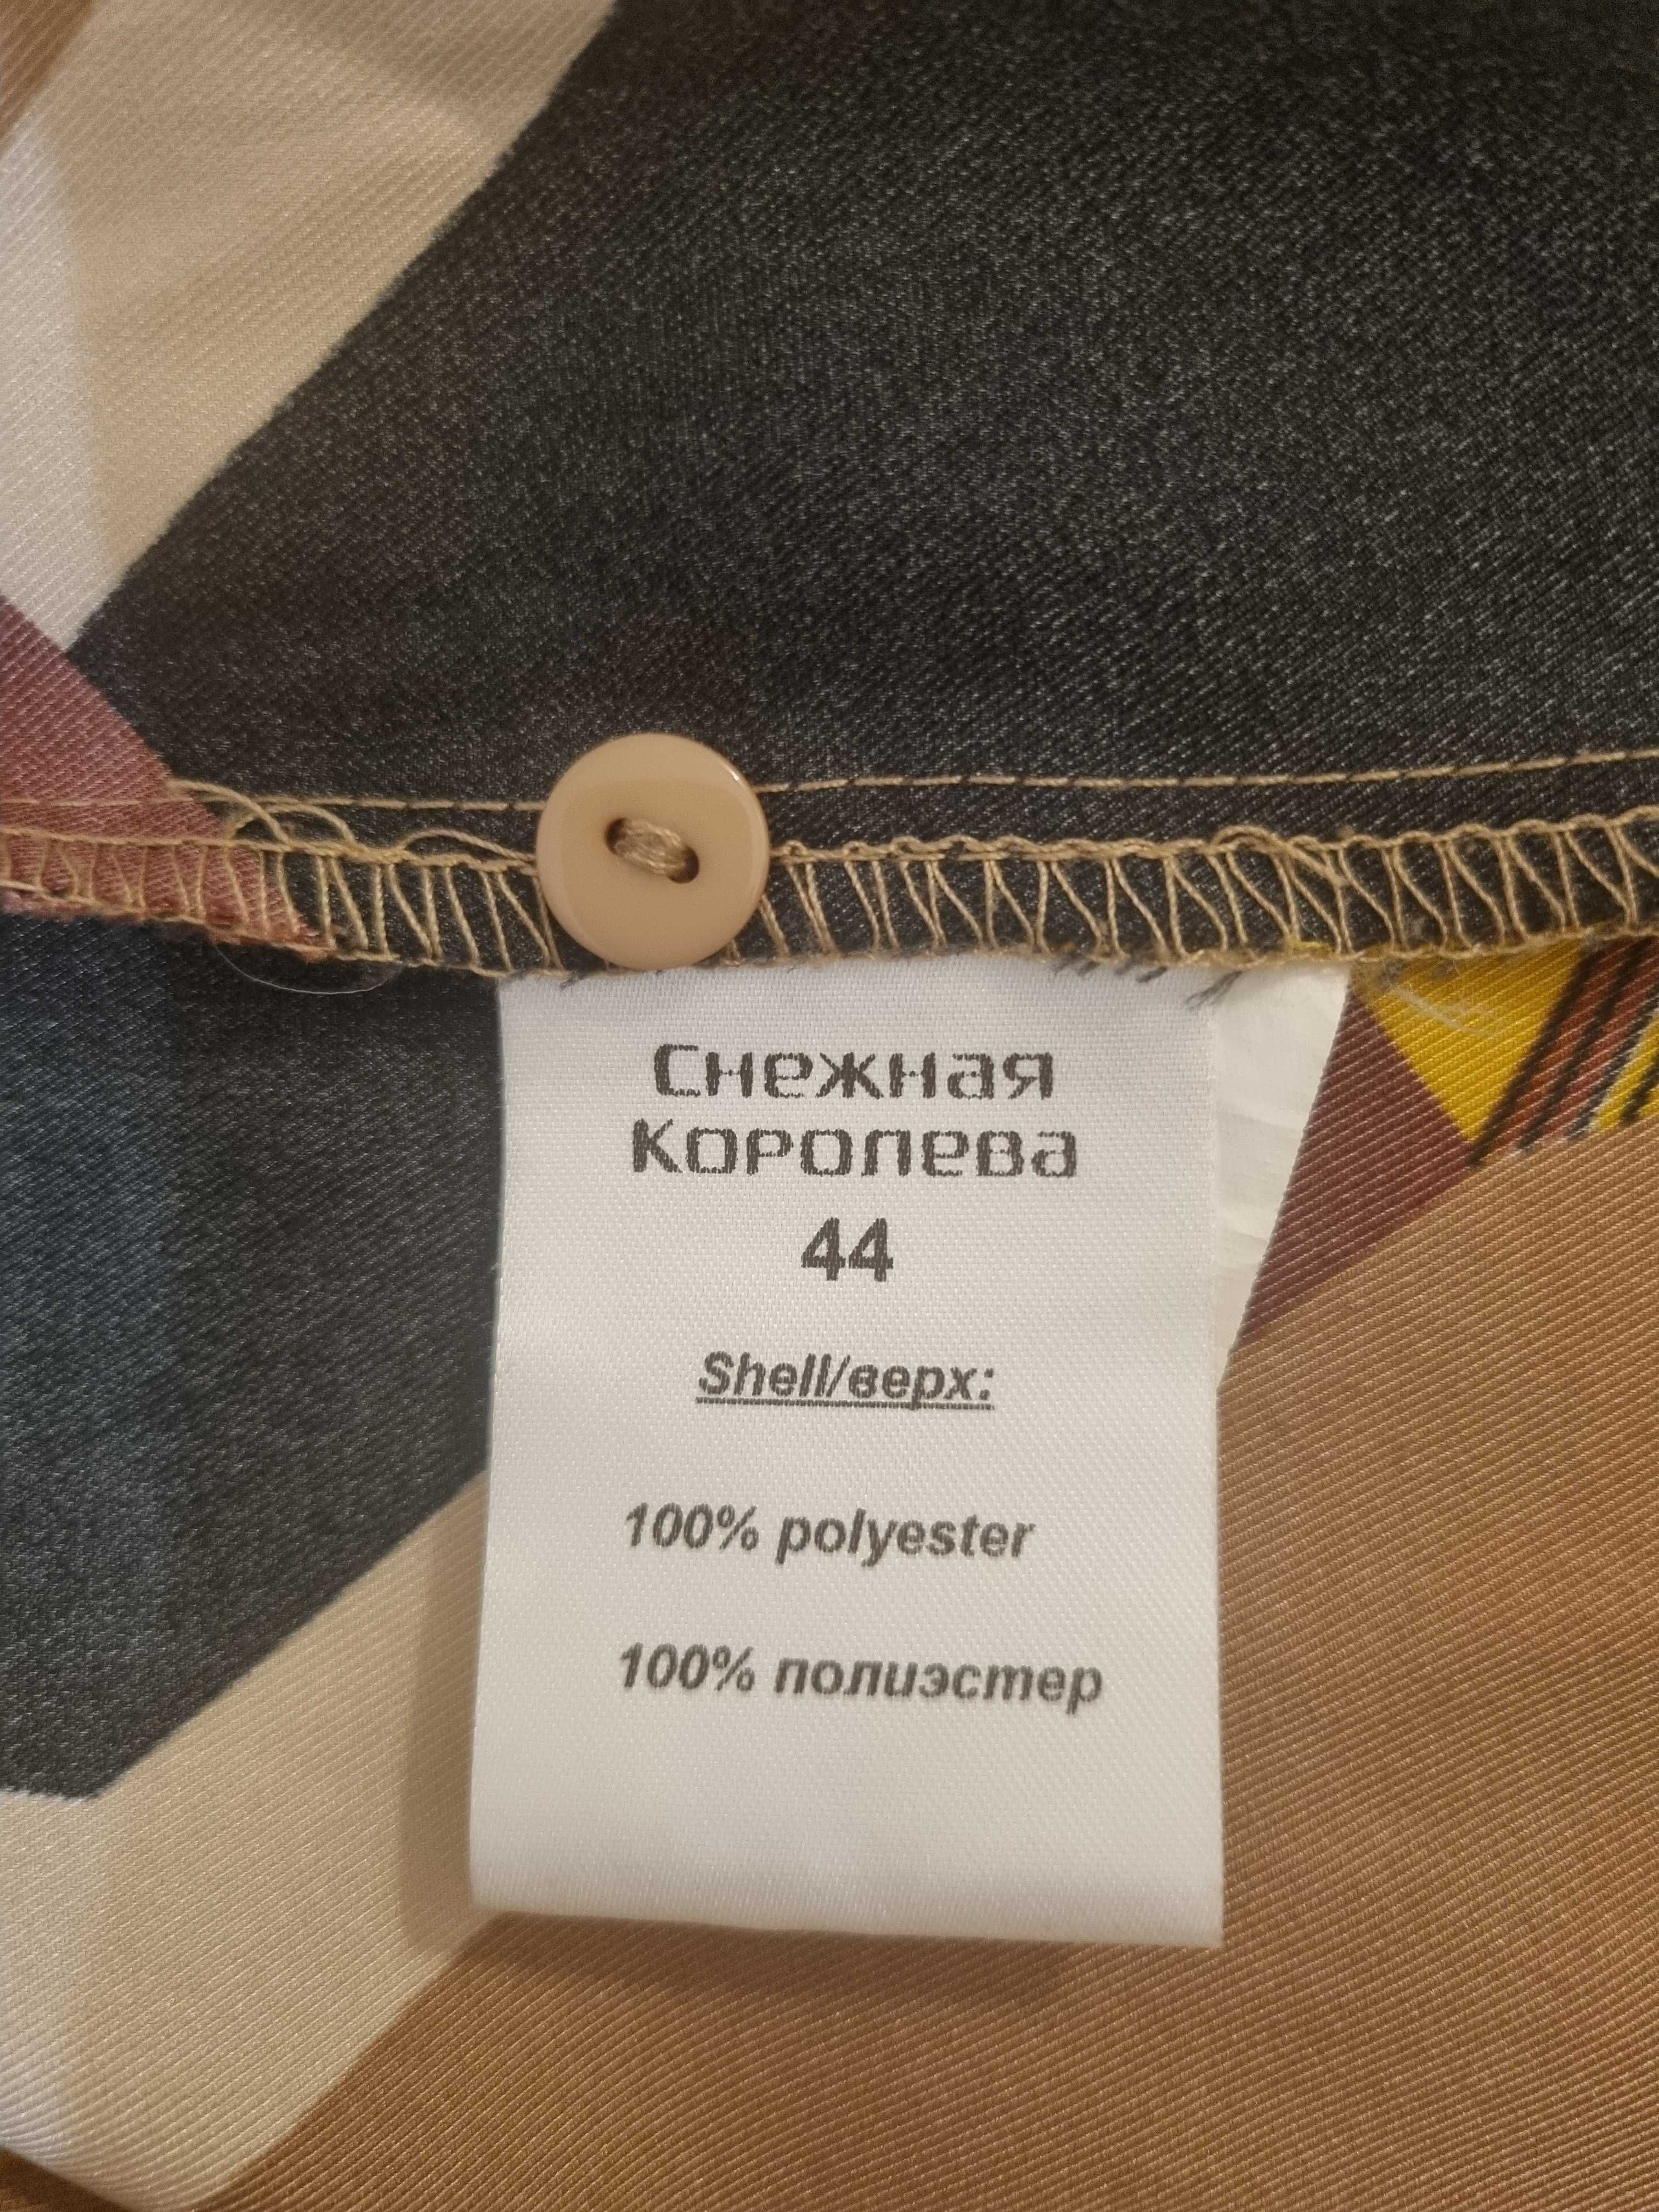 Снежная
Королева
44
Shell/верх:
100% polyester
100% полиэстер